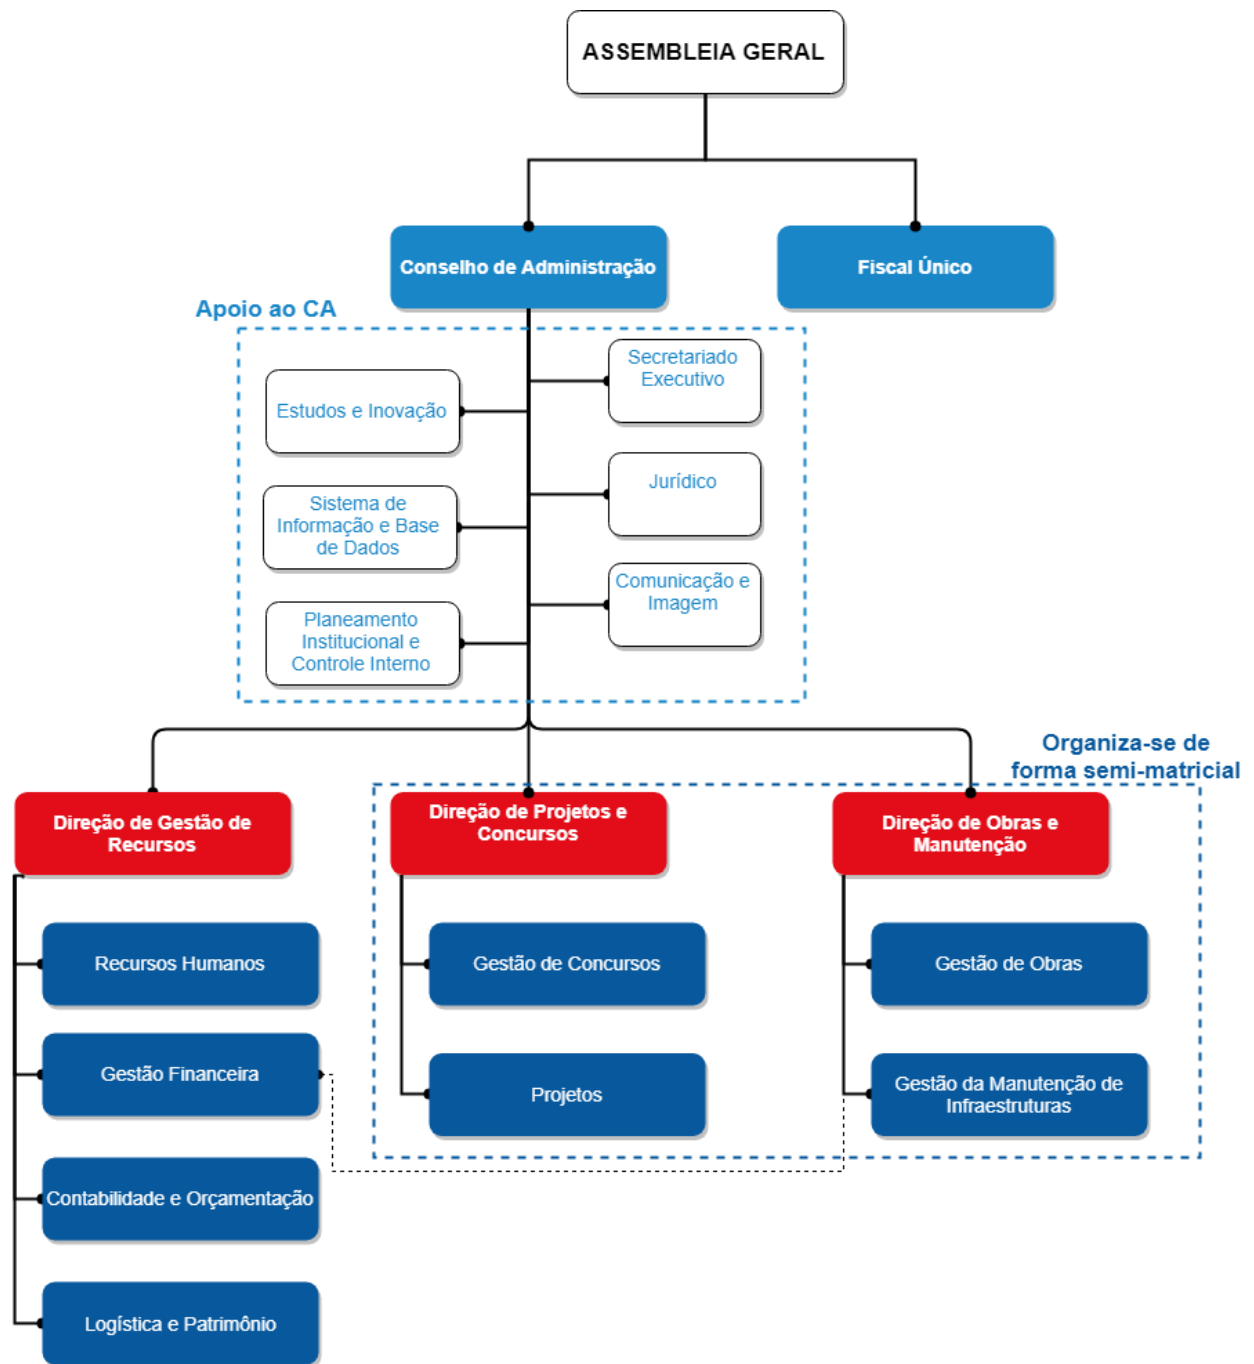 ASSEMBLEIA GERAL
Conselho de Administração
Fiscal Único
Apoio ao CA
Secretariado
Executivo
Estudos e Inovação
Jurídico
Sistema de
Informação e Base
de Dados
Comunicação e
Imagem
Planeamento
Institucional e
Controle Interno
Organiza-se de
forma semi-matricial
Direção de Gestão de
Recursos
Direção de Projetos e
Concursos
Direção de Obras e
Manutenção
Recursos Humanos
Gestão de Concursos
Gestão de Obras
Gestão Financeira
Projetos
Gestão da Manutenção de
Infraestruturas
Contabilidade e Orçamentação
Logística e Patrimônio